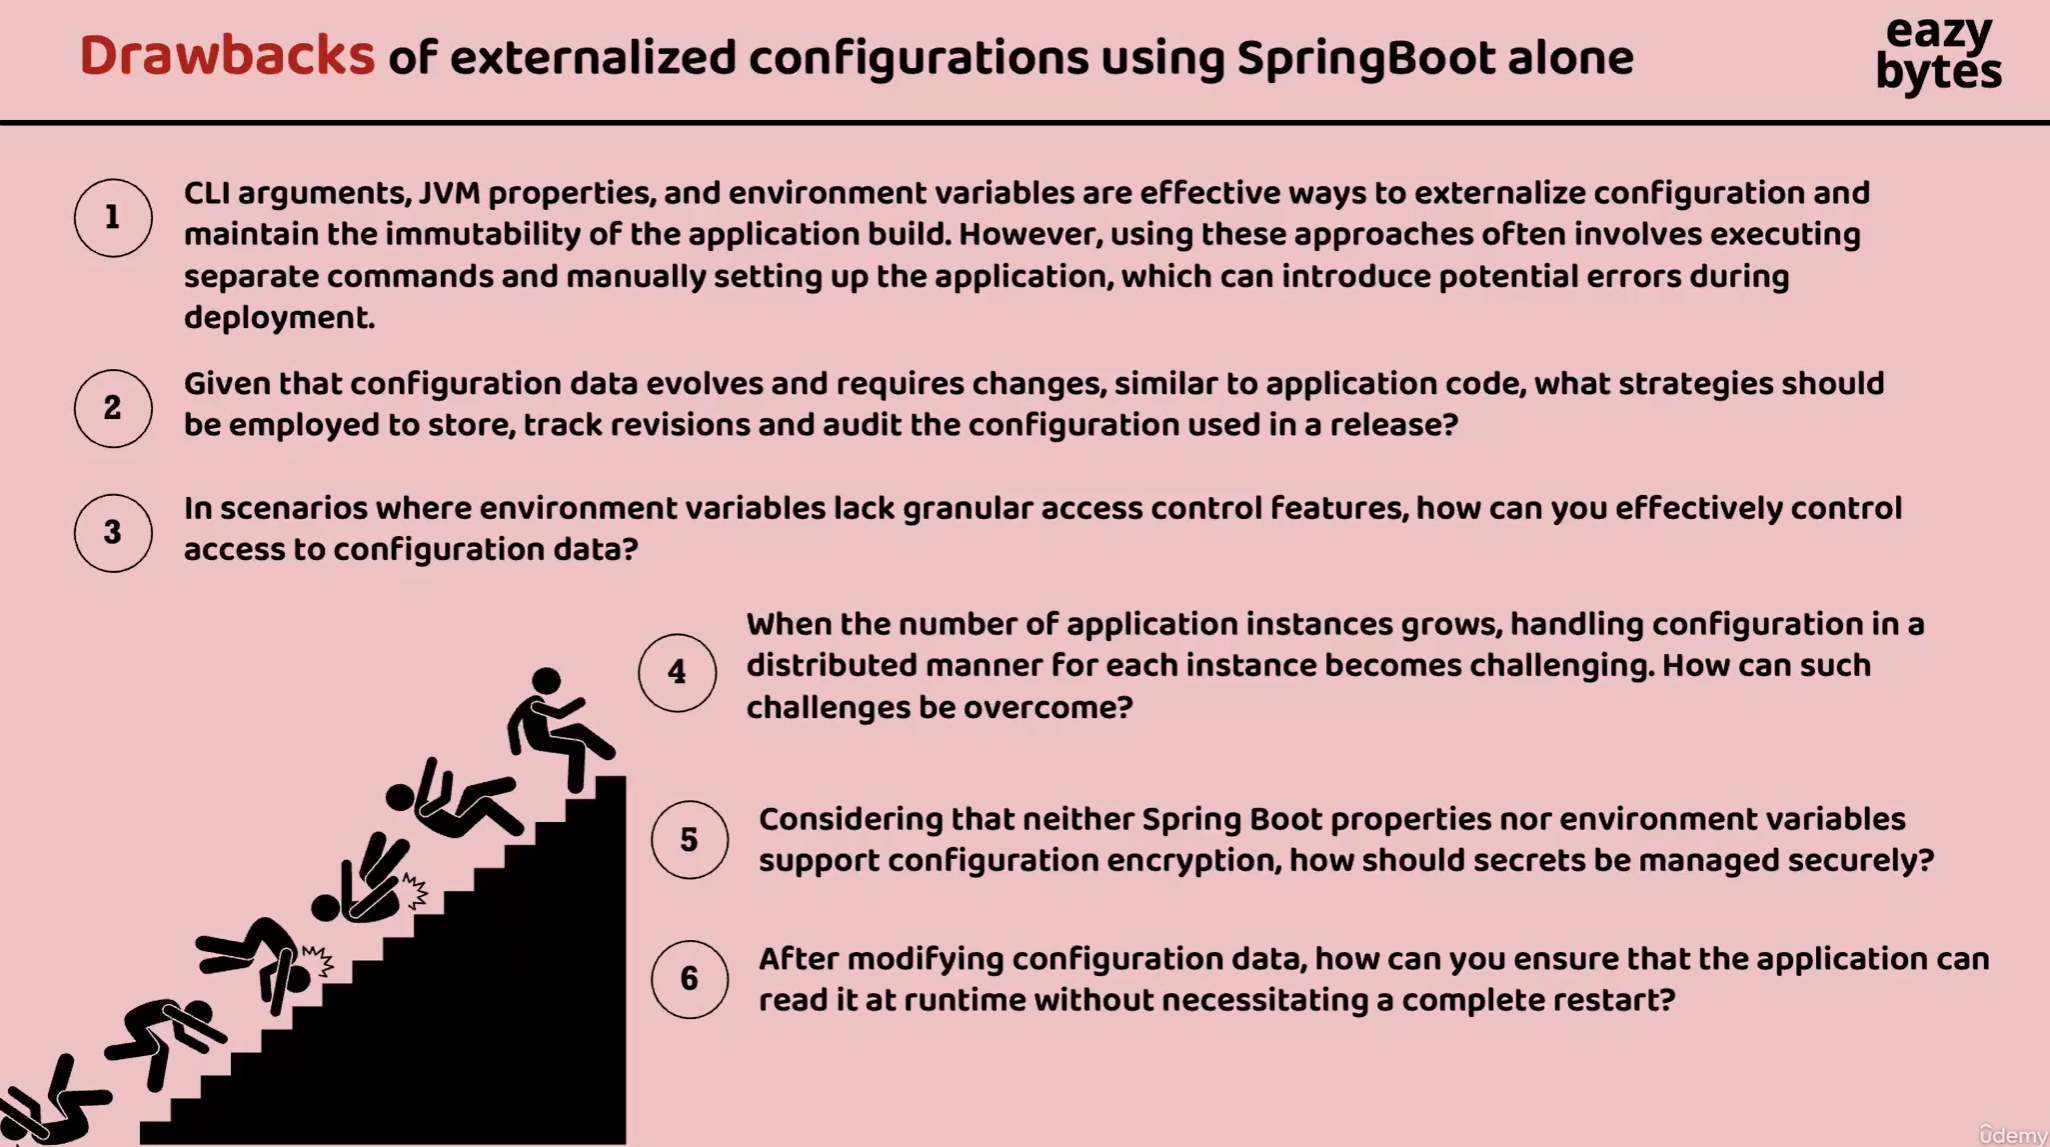 Drawbacks of externalized configurations using SpringBoot alone
eazy
bytes
1
CLI arguments, JVM properties, and environment variables are effective ways to externalize configuration and
maintain the immutability of the application build. However, using these approaches often involves executing
separate commands and manually setting up the application, which can introduce potential errors during
deployment.
2
Given that configuration data evolves and requires changes, similar to application code, what strategies should
be employed to store, track revisions and audit the configuration used in a release?
3
In scenarios where environment variables lack granular access control features, how can you effectively control
access to configuration data?
4
When the number of application instances grows, handling configuration in a
distributed manner for each instance becomes challenging. How can such
challenges be overcome?
5
Considering that neither Spring Boot properties nor environment variables
support configuration encryption, how should secrets be managed securely?
6
After modifying configuration data, how can you ensure that the application can
read it at runtime without necessitating a complete restart?
ûdemy